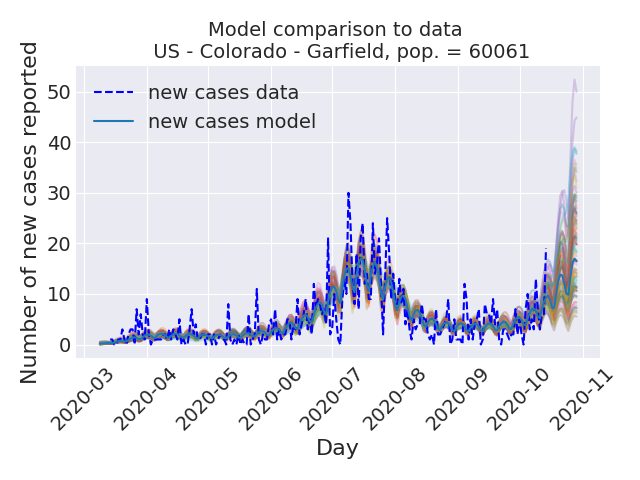 Model comparison to data
US - Colorado - Garfield, pop. = 60061
Number of new cases reported
50
40
30
20
10
0
new cases data
new cases model
2020-03
2020-04
2020-05
2020-06
2020-07
2020-08
2020-09
2020-10
2020-11
Day